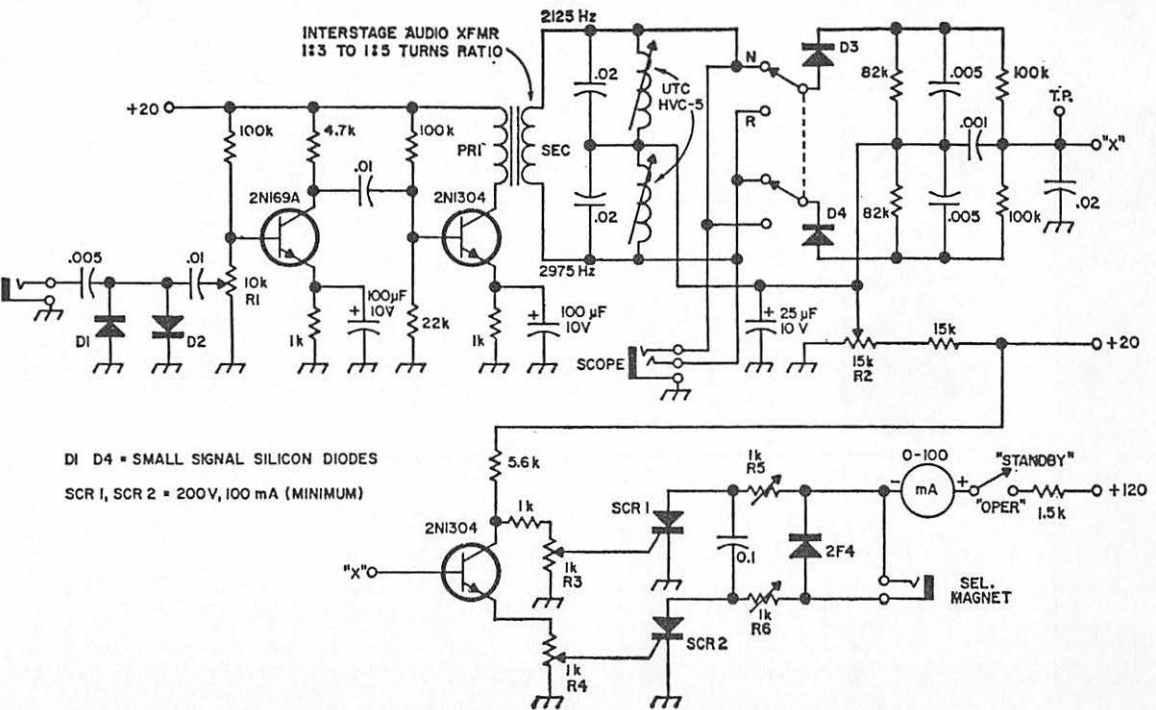 2125 Hz
INTERSTAGE AUDIO XFMR
1:3 TO 1:5 TURNS RATIO
+20
100k
4.7k
100k
PRI
SEC
.02
.02
UTC
HVC-5
N
R
D3
D4
82k
82k
.005
.005
.001
100k
100k
T.P.
"X"
.02
2N169A
.01
2N1304
2975 Hz
.005
.01
10k
R1
D1
D2
1k
100µF
10V
22k
1k
100 µF
10V
SCOPE
25 µF
10 V
15k
R2
15k
+20
D1 D4 = SMALL SIGNAL SILICON DIODES
SCR 1, SCR 2 = 200V, 100 mA (MINIMUM)
5.6k
2N1304
"X"
1k
1k
R3
1k
R4
SCR 1
SCR 2
1k
R5
0.1
1k
R6
2F4
0-100
-
mA
+
"STANDBY"
"OPER"
1.5k
+120
SEL.
MAGNET